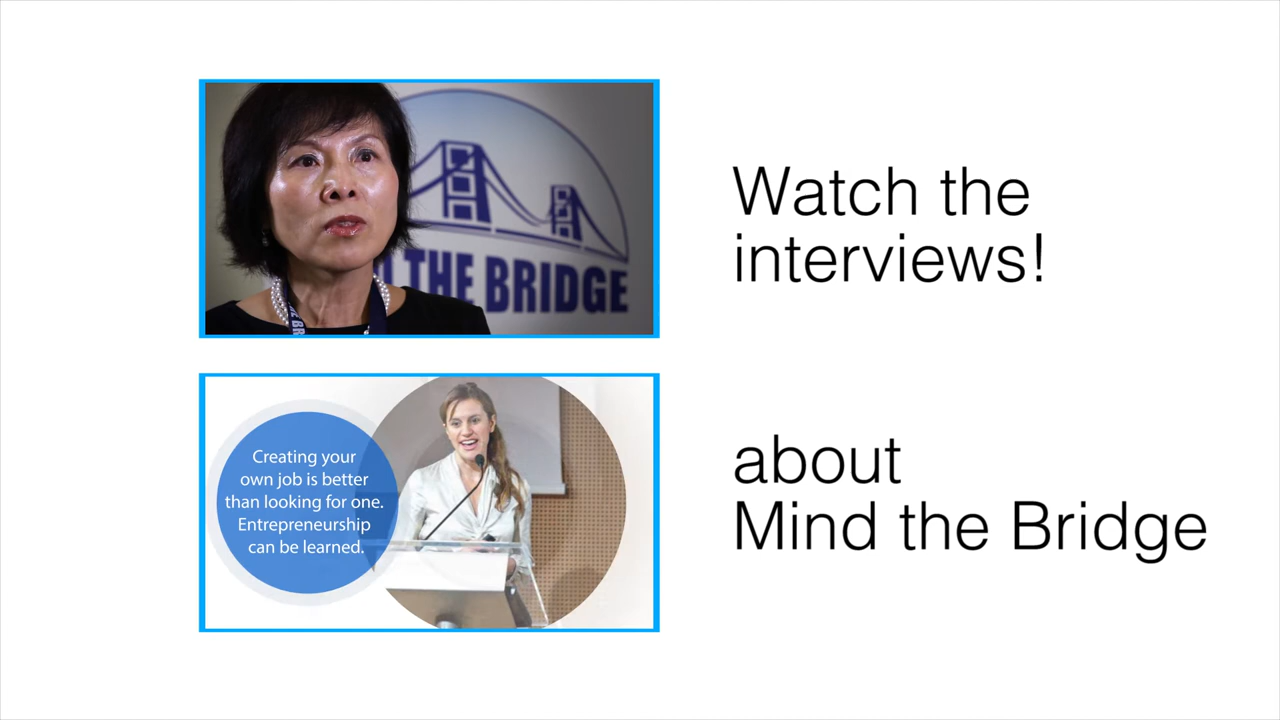 THE BRIDGE
BR
Watch the
interviews!
Creating your
own job is better
than looking for one.
Entrepreneurship
can be learned.
about
Mind the Bridge